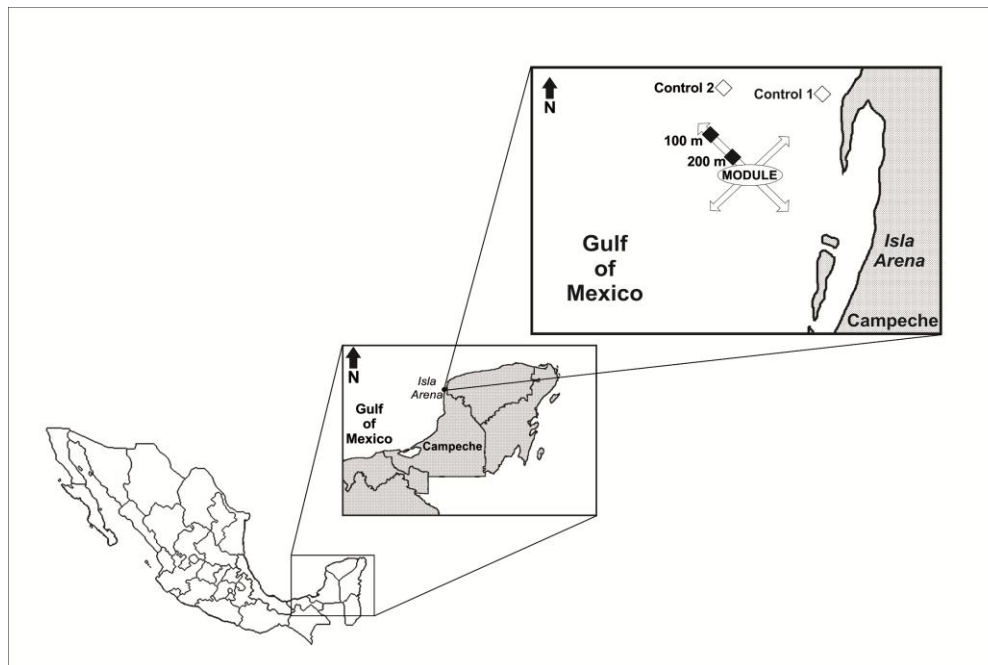 Control 2
Control 1
N
100 m
200 m
MODULE
Gulf
of
Mexico
Isla
Arena
Campeche
N
Isla
Arena
Gulf
of
Mexico
Campeche